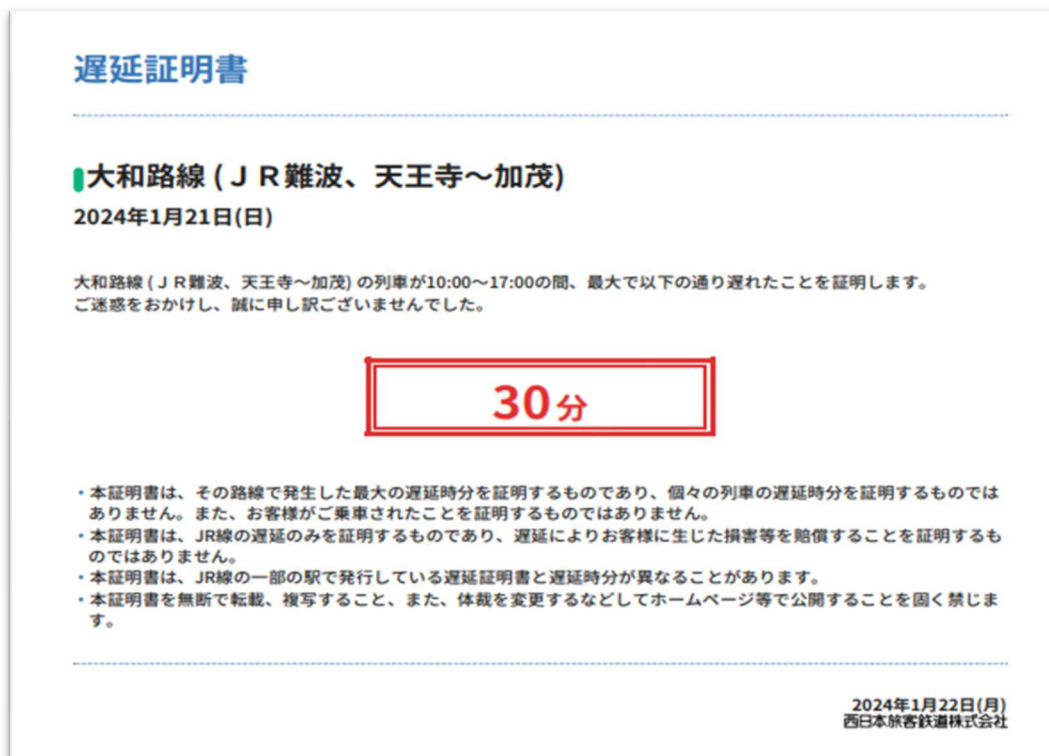 遅延証明書
大和路線 (ＪＲ難波、天王寺～加茂)
2024年1月21日(日)
大和路線 (ＪＲ難波、天王寺～加茂) の列車が10:00～17:00の間、最大で以下の通り遅れたことを証明します。
ご迷惑をおかけし、誠に申し訳ございませんでした。
30分
・本証明書は、その路線で発生した最大の遅延時分を証明するものであり、個々の列車の遅延時分を証明するものでは
ありません。また、お客様がご乗車されたことを証明するものではありません。
・本証明書は、JR線の遅延のみを証明するものであり、遅延によりお客様に生じた損害等を賠償することを証明するも
のではありません。
・本証明書は、JR線の一部の駅で発行している遅延証明書と遅延時分が異なることがあります。
・本証明書を無断で転載、複写すること、また、体裁を変更するなどしてホームページ等で公開することを固く禁じま
す。
2024年1月22日(月)
西日本旅客鉄道株式会社